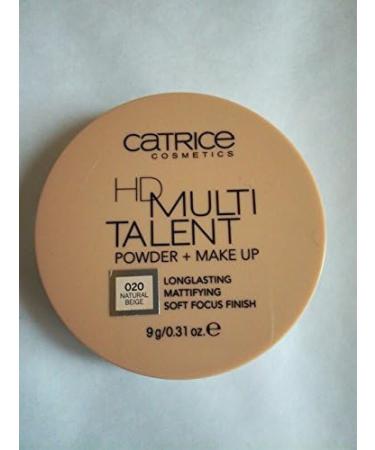 CATRICE
COSMETICS
HD MULTI
TALENT
POWDER + MAKE UP
020
NATURAL
BEIGE
LONGLASTING
MATTIFYING
SOFT FOCUS FINISH
9 g/0.31 oz. ℮